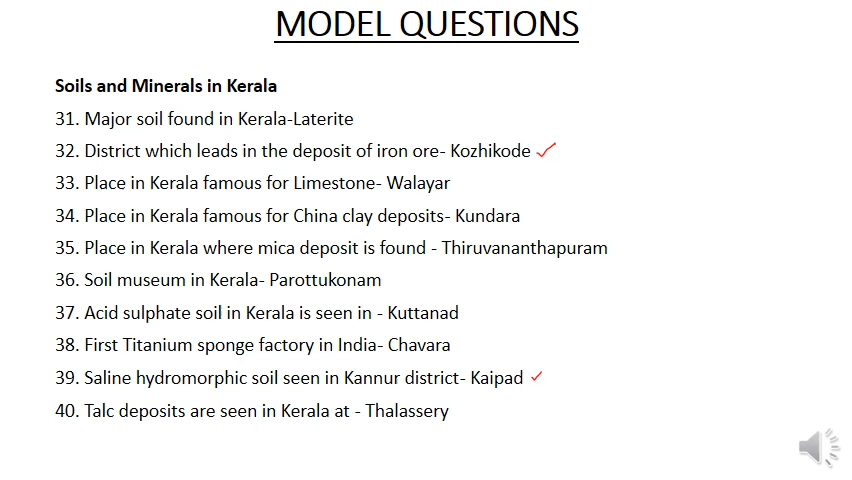 MODEL QUESTIONS
Soils and Minerals in Kerala
31. Major soil found in Kerala-Laterite
32. District which leads in the deposit of iron ore- Kozhikode
33. Place in Kerala famous for Limestone- Walayar
34. Place in Kerala famous for China clay deposits- Kundara
35. Place in Kerala where mica deposit is found - Thiruvananthapuram
36. Soil museum in Kerala- Parottukonam
37. Acid sulphate soil in Kerala is seen in - Kuttanad
38. First Titanium sponge factory in India- Chavara
39. Saline hydromorphic soil seen in Kannur district- Kaipad
40. Talc deposits are seen in Kerala at - Thalassery